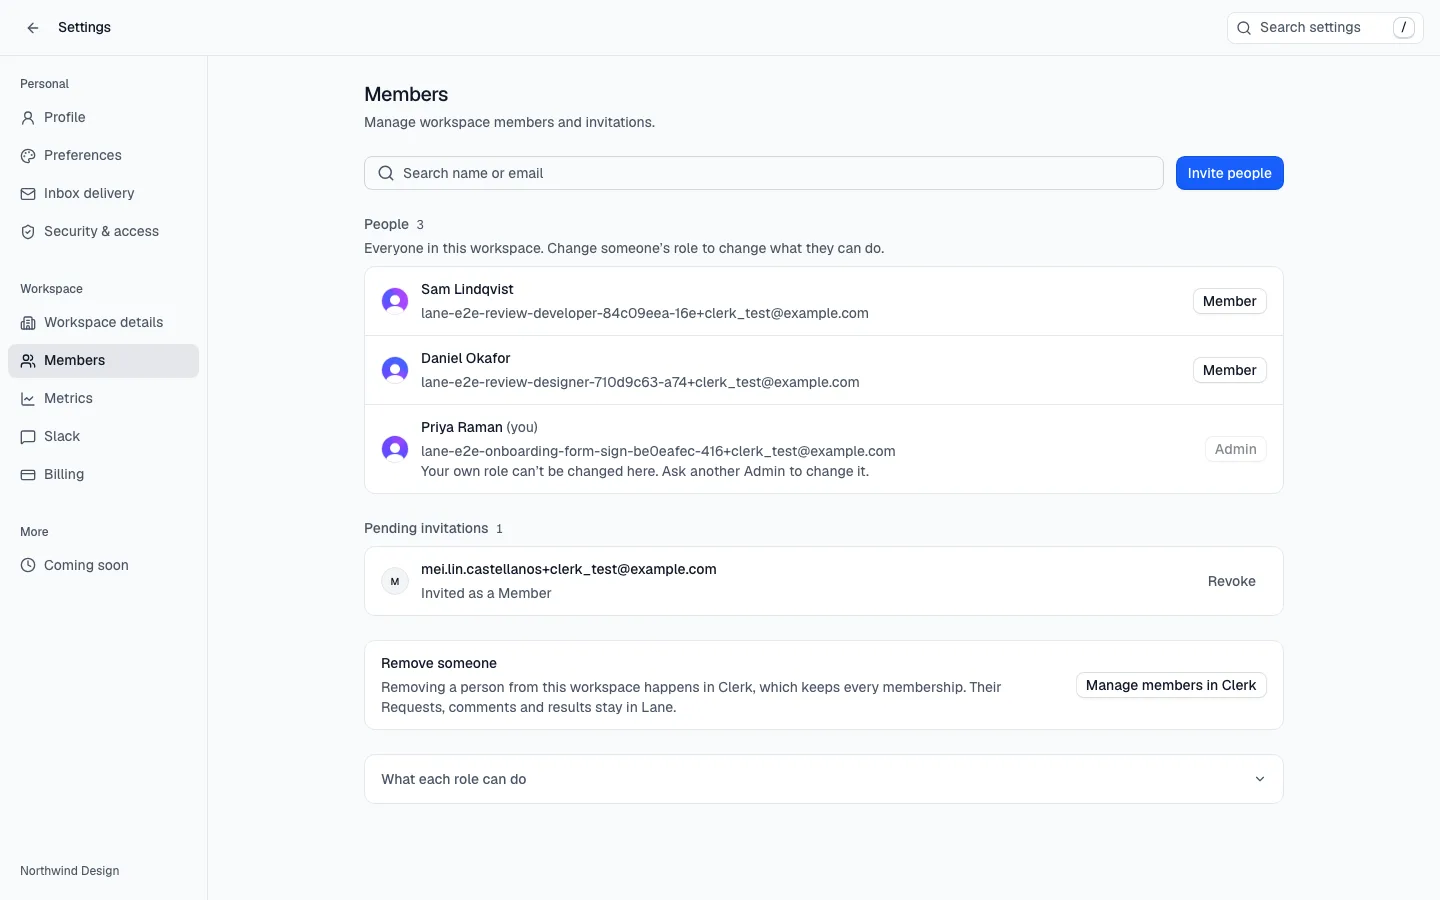 Settings
Search settings
/
Personal
Profile
Preferences
Inbox delivery
Security & access
Workspace
Workspace details
Members
Metrics
Slack
Billing
More
Coming soon
Northwind Design
Members
Manage workspace members and invitations.
Search name or email
Invite people
People 3
Everyone in this workspace. Change someone's role to change what they can do.
Sam Lindqvist
lane-e2e-review-developer-84c09eea-16e+clerk_test@example.com
Member
Daniel Okafor
lane-e2e-review-designer-710d9c63-a74+clerk_test@example.com
Member
Priya Raman (you)
lane-e2e-onboarding-form-sign-be0eafec-416+clerk_test@example.com
Your own role can't be changed here. Ask another Admin to change it.
Admin
Pending invitations 1
M
mei.lin.castellanos+clerk_test@example.com
Invited as a Member
Revoke
Remove someone
Removing a person from this workspace happens in Clerk, which keeps every membership. Their
Requests, comments and results stay in Lane.
Manage members in Clerk
What each role can do